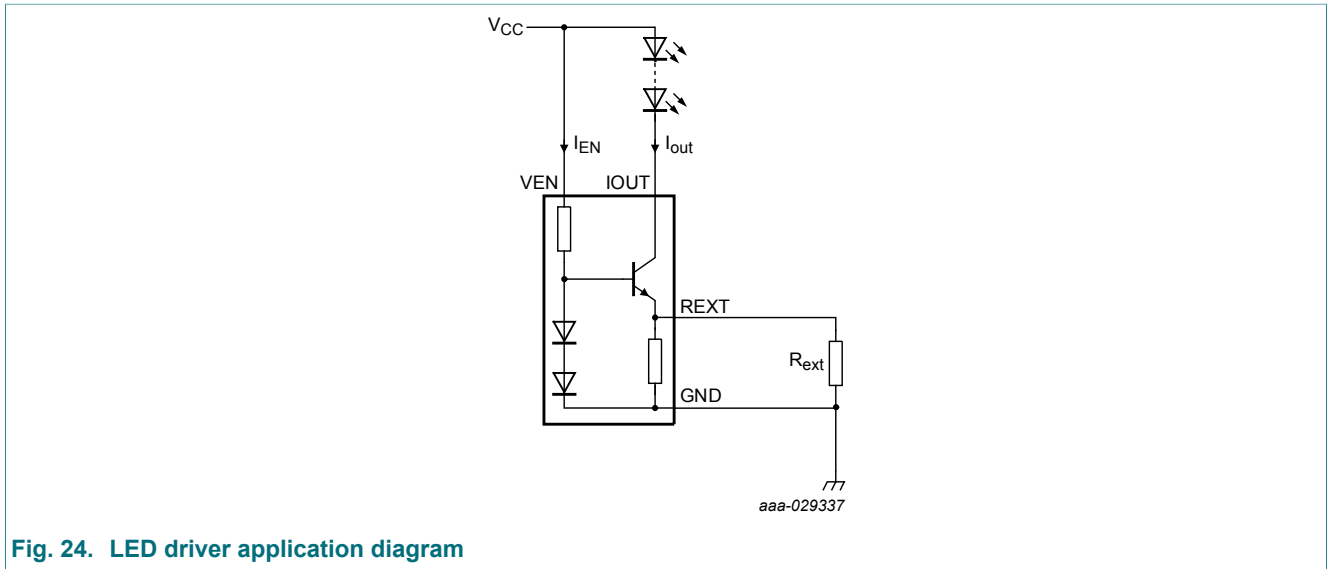 VCC
IEN
Iout
VEN
IOUT
REXT
Rext
GND
aaa-029337
Fig. 24. LED driver application diagram